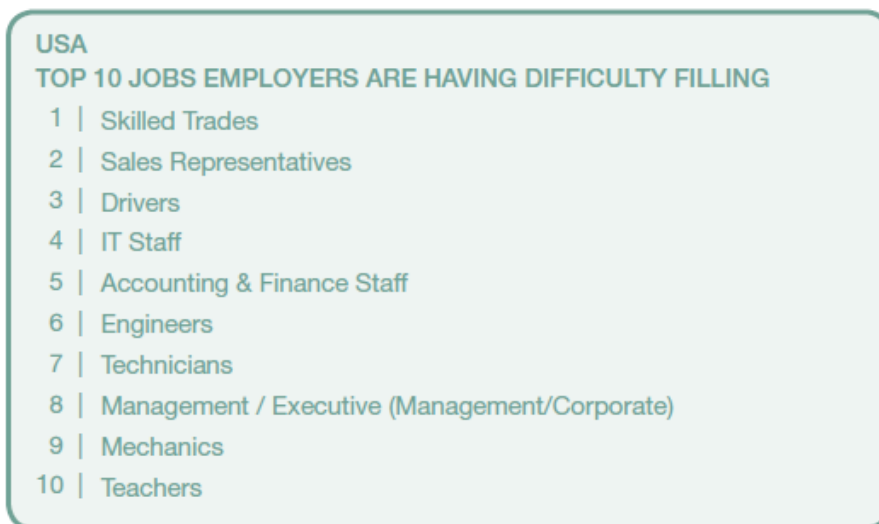 USA
TOP 10 JOBS EMPLOYERS ARE HAVING DIFFICULTY FILLING
1 | Skilled Trades
2 | Sales Representatives
3 | Drivers
4 | IT Staff
5 | Accounting & Finance Staff
6 | Engineers
7 | Technicians
8 | Management / Executive (Management/Corporate)
9 | Mechanics
10 | Teachers